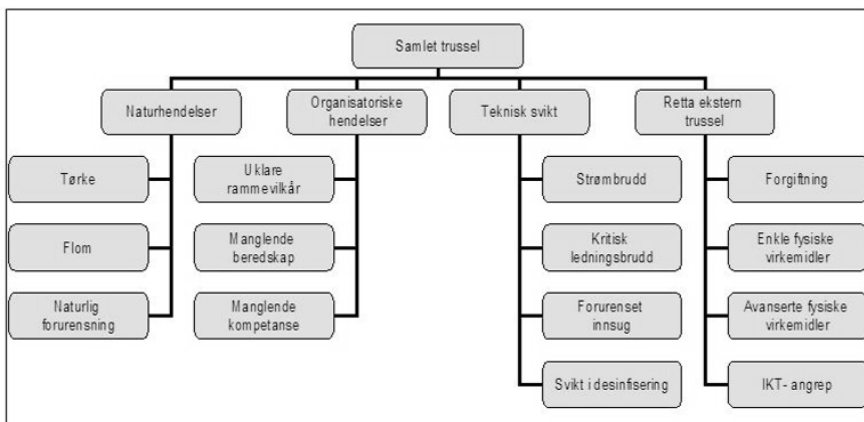 Samlet trussel
Naturhendelser
Organisatoriske
hendelser
Teknisk svikt
Retta ekstern
trussel
Tørke
Uklare
rammevilkår
Strømbrudd
Forgiftning
Flom
Manglende
beredskap
Kritisk
ledningsbrudd
Enkle fysiske
virkemidler
Naturlig
forurensning
Manglende
kompetanse
Forurenset
innsug
Avanserte fysiske
virkemidler
Svikt i desinfisering
IKT- angrep